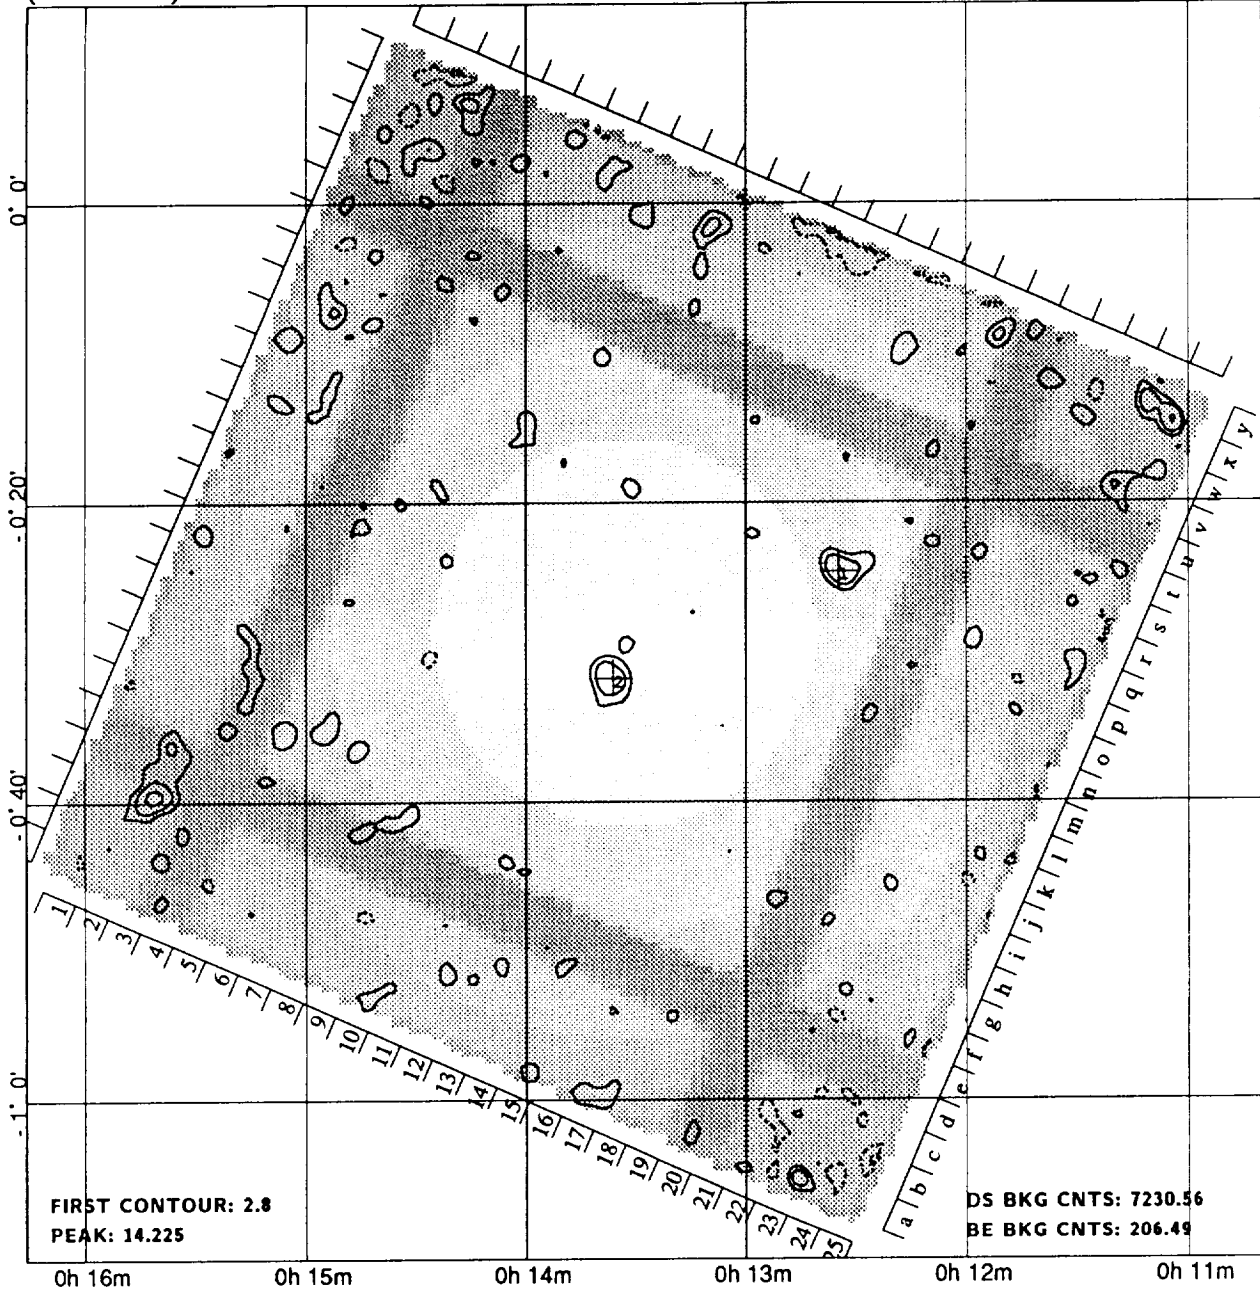 0° 0'
- 0° 20'
- 0° 40'
- 1° 0'
1
2
1 2 3 4 5 6 7 8 9 10 11 12 13 14 15 16 17 18 19 20 21 22 23 24 25
a b c d e f g h i j k l m n o p q r s t u v w x y
FIRST CONTOUR: 2.8
PEAK: 14.225
DS BKG CNTS: 7230.56
BE BKG CNTS: 206.49
0h 16m 0h 15m 0h 14m 0h 13m 0h 12m 0h 11m